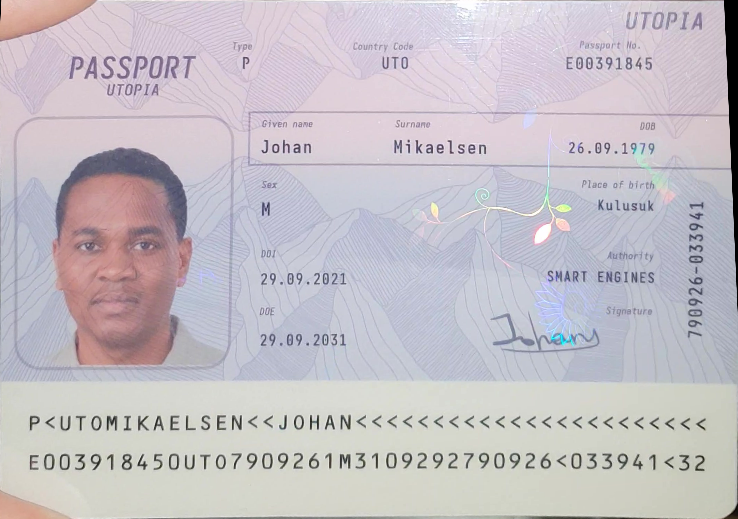 UTOPIA
PASSPORT
UTOPIA
Type
P
Country Code
UTO
Passport No.
E00391845
Given name
Johan
Surname
Mikaelsen
DOB
26.09.1979
Sex
M
Place of birth
Kulusuk
DOI
29.09.2021
Authority
SMART ENGINES
DOE
29.09.2031
Signature
Johans
790926-033941
P<UTOMIKAELSEN<<JOHAN<<<<<<<<<<<<<<<<<<<<<<<
E003918450UTO7909261M3109292790926<033941<32